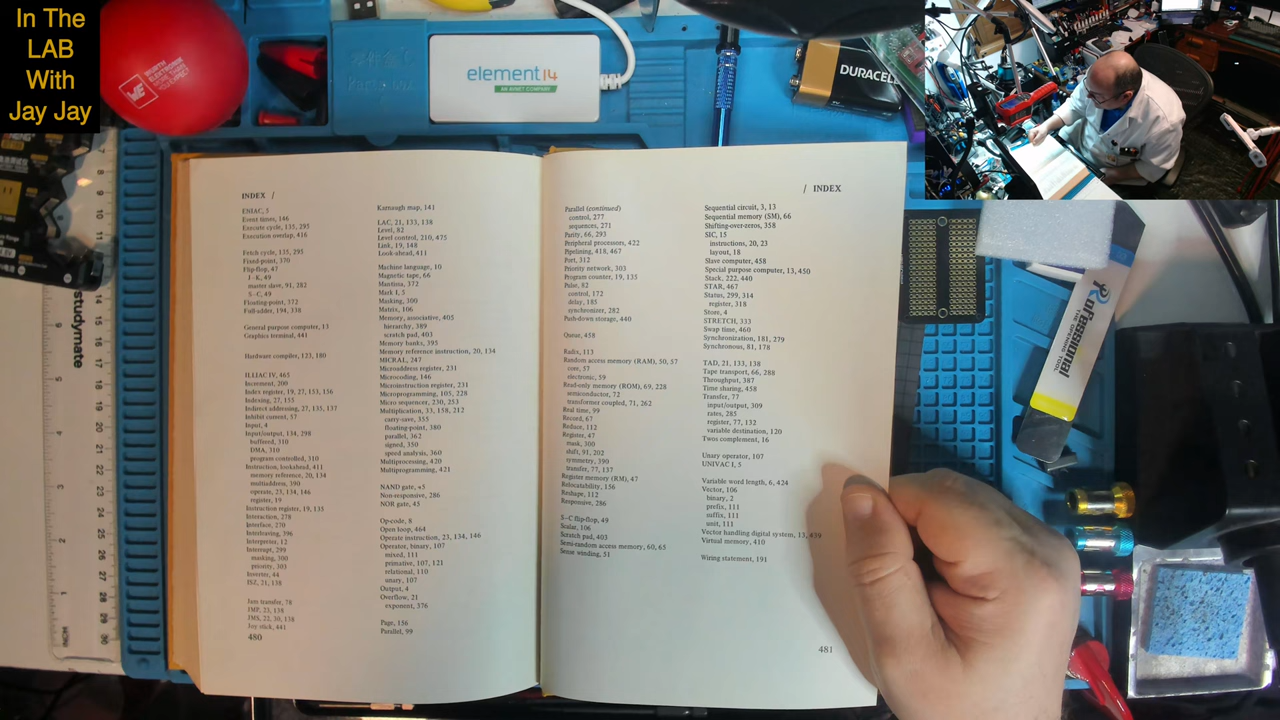 In The
LAB
With
Jay Jay
WE
WURTH
ELEKTRONIK
MORE THAN
YOU EXPECT
element14
AN AVNET COMPANY
DURACELL
studymate
Rofessional
THE OPENING TOOL
INDEX /
ENIAC, 5
Event times, 146
Execute cycle, 135, 295
Execution overlap, 416
Fetch cycle, 135, 295
Fixed-point, 370
Flip-flop, 47
J-K, 49
master slave, 91, 282
S-C, 49
Floating-point, 372
Full-adder, 194, 338
General purpose computer, 13
Graphics terminal, 441
Hardware compiler, 123, 180
ILLIAC IV, 465
Increment, 200
Index register, 19, 27, 133, 156
Indexing, 27, 155
Indirect addressing, 27, 135, 137
Inhibit current, 57
Input, 4
Input/output, 134, 298
buffered, 310
DMA, 310
program controlled, 310
Instruction, lookahead, 411
memory reference, 20, 134
multiaddress, 390
operate, 23, 134, 146
register, 19
Instruction register, 19, 135
Interaction, 278
Interface, 270
Interleaving, 396
Interpreter, 12
Interrupt, 299
masking, 300
priority, 303
Inverter, 44
ISZ, 21, 138
Jam transfer, 78
JMP, 22, 138
JMS, 22, 30, 138
Joy stick, 441
480
Karnaugh map, 141
LAC, 21, 133, 138
Level, 82
Level control, 210, 475
Link, 19, 148
Look-ahead, 411
Machine language, 10
Magnetic tape, 66
Mantissa, 372
Mark I, 5
Masking, 300
Matrix, 106
Memory, associative, 405
hierarchy, 389
scratch pad, 403
Memory banks, 395
Memory reference instruction, 20, 134
MICRAL, 247
Microaddress register, 231
Microcoding, 146
Microinstruction register, 231
Microprogramming, 105, 228
Micro sequencer, 230, 253
Multiplication, 33, 158, 212
carry-save, 355
floating-point, 380
parallel, 362
signed, 350
speed analysis, 360
Multiprocessing, 420
Multiprogramming, 421
NAND gate, 45
Non-responsive, 286
NOR gate, 45
Op-code, 8
Open loop, 464
Operate instruction, 23, 134, 146
Operator, binary, 107
mixed, 111
primative, 107, 121
relational, 110
unary, 107
Output, 4
Overflow, 21
exponent, 376
Page, 156
Parallel, 99
/ INDEX
Parallel (continued)
control, 277
sequences, 271
Parity, 66, 293
Peripheral processors, 422
Pipelining, 418, 467
Port, 312
Priority network, 303
Program counter, 19, 135
Pulse, 82
control, 172
delay, 185
synchronizer, 282
Push-down storage, 440
Queue, 458
Radix, 113
Random access memory (RAM), 50, 57
core, 57
electronic, 59
Read-only memory (ROM), 69, 228
semiconductor, 72
transformer coupled, 71, 262
Real time, 99
Record, 67
Reduce, 112
Register, 47
mask, 300
shift, 91, 202
symmetry, 390
transfer, 77, 137
Register memory (RM), 47
Relocatability, 156
Reshape, 112
Responsive, 286
S-C flip-flop, 49
Scalar, 106
Scratch pad, 403
Semi-random access memory, 60, 65
Sense winding, 51
Sequential circuit, 3, 13
Sequential memory (SM), 66
Shifting-over-zeros, 358
SIC, 15
instructions, 20, 23
layout, 18
Slave computer, 458
Special purpose computer, 13, 450
Stack, 222, 440
STAR, 467
Status, 299, 314
register, 318
Store, 4
STRETCH, 333
Swap time, 460
Synchronization, 181, 279
Synchronous, 81, 178
TAD, 21, 133, 138
Tape transport, 66, 288
Throughput, 387
Time sharing, 458
Transfer, 77
input/output, 309
rates, 285
register, 77, 132
variable destination, 120
Twos complement, 16
Unary operator, 107
UNIVAC I, 5
Variable word length, 6, 424
Vector, 106
binary, 2
prefix, 111
suffix, 111
unit, 111
Vector handling digital system, 13, 439
Virtual memory, 410
Wiring statement, 191
481